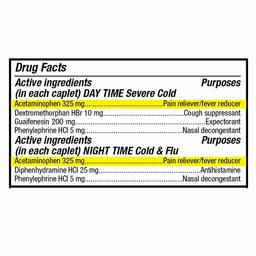 Drug Facts
Active ingredients Purposes
(in each caplet) DAY TIME Severe Cold
Acetaminophen 325 mg..............................Pain reliever/fever reducer
Dextromethorphan HBr 10 mg..............................Cough suppressant
Guaifenesin 200 mg..............................Expectorant
Phenylephrine HCl 5 mg..............................Nasal decongestant
Active ingredients Purposes
(in each caplet) NIGHT TIME Cold & Flu
Acetaminophen 325 mg..............................Pain reliever/fever reducer
Diphenhydramine HCl 25 mg..............................Antihistamine
Phenylephrine HCl 5 mg..............................Nasal decongestant